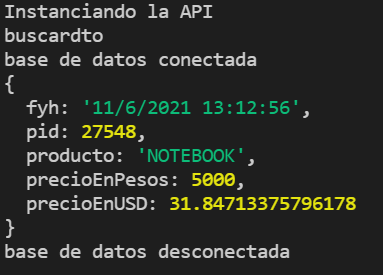 Instanciando la API
buscardto
base de datos conectada
{
  fyh: '11/6/2021 13:12:56',
  pid: 27548,
  producto: 'NOTEBOOK',
  precioEnPesos: 5000,
  precioEnUSD: 31.84713375796178
}
base de datos desconectada